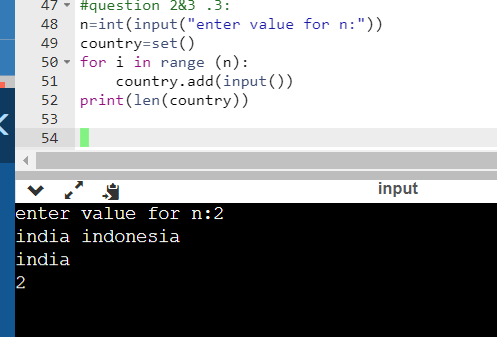 47 #question 2&3 .3:
48 n=int(input("enter value for n:"))
49 country=set()
50 for i in range (n):
51     country.add(input())
52 print(len(country))
53
54
input
enter value for n:2
india indonesia
india
2